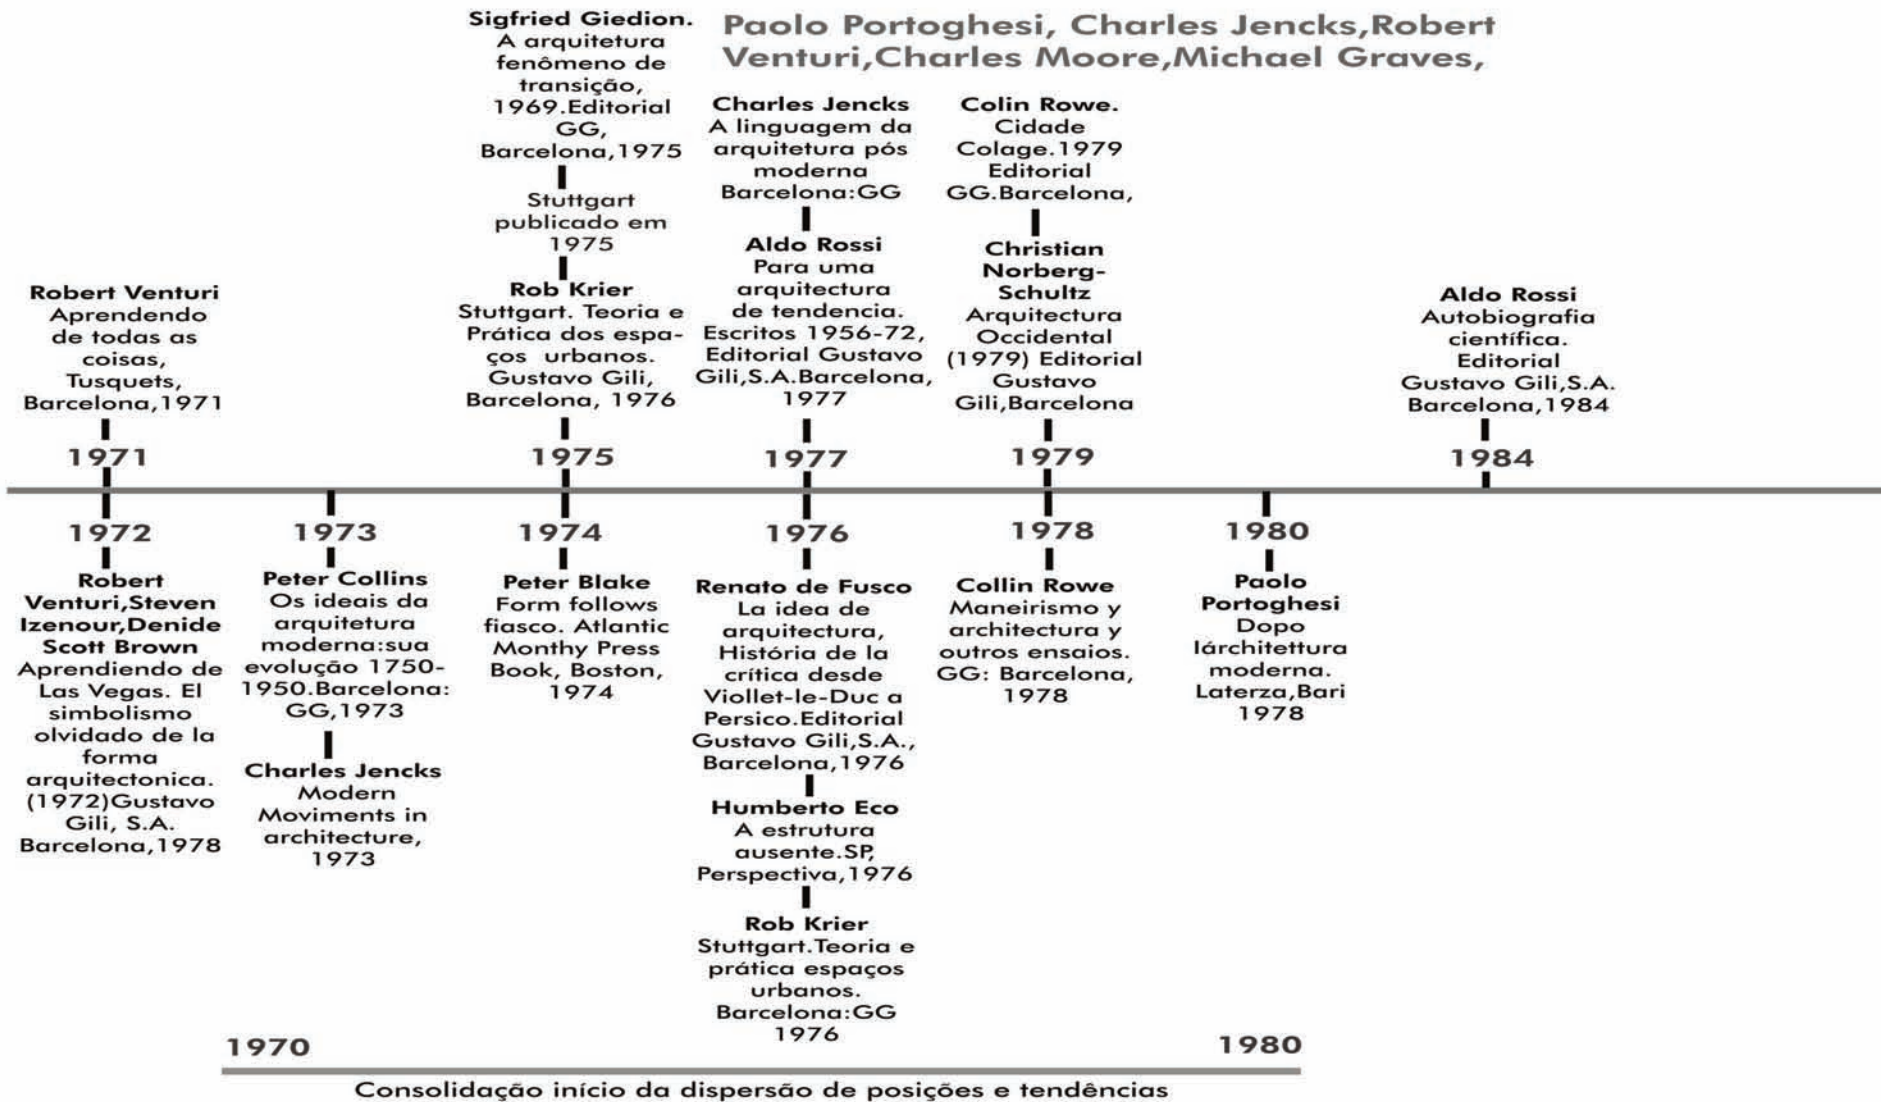 Paolo Portoghesi, Charles Jencks,Robert
Venturi,Charles Moore,Michael Graves,
Robert Venturi
Aprendendo
de todas as
coisas,
Tusquets,
Barcelona,1971
1971
Sigfried Giedion.
A arquitetura
fenômeno de
transição,
1969.Editorial
GG,
Barcelona,1975
Stuttgart
publicado em
1975
Rob Krier
Stuttgart. Teoria e
Prática dos espa-
ços urbanos.
Gustavo Gili,
Barcelona, 1976
1975
Charles Jencks
A linguagem da
arquitetura pós
moderna
Barcelona:GG
Aldo Rossi
Para uma
arquitectura
de tendencia.
Escritos 1956-72,
Editorial Gustavo
Gili,S.A.Barcelona,
1977
1977
Colin Rowe.
Cidade
Colage.1979
Editorial
GG.Barcelona,
Christian
Norberg-
Schultz
Arquitectura
Occidental
(1979) Editorial
Gustavo
Gili,Barcelona
1979
Aldo Rossi
Autobiografia
científica.
Editorial
Gustavo Gili,S.A.
Barcelona,1984
1984
1972
Robert
Venturi,Steven
Izenour,Denide
Scott Brown
Aprendiendo de
Las Vegas. El
simbolismo
olvidado de la
forma
arquitectonica.
(1972)Gustavo
Gili, S.A.
Barcelona,1978
1973
Peter Collins
Os ideais da
arquitetura
moderna:sua
evolução 1750-
1950.Barcelona:
GG,1973
Charles Jencks
Modern
Moviments in
architecture,
1973
1974
Peter Blake
Form follows
fiasco. Atlantic
Monthy Press
Book, Boston,
1974
1976
Renato de Fusco
La idea de
arquitectura,
História de la
crítica desde
Viollet-le-Duc a
Persico.Editorial
Gustavo Gili,S.A.,
Barcelona,1976
Humberto Eco
A estrutura
ausente.SP,
Perspectiva,1976
Rob Krier
Stuttgart.Teoria e
prática espaços
urbanos.
Barcelona:GG
1976
1978
Collin Rowe
Maneirismo y
architectura y
outros ensaios.
GG: Barcelona,
1978
1980
Paolo
Portoghesi
Dopo
lárchitettura
moderna.
Laterza,Bari
1978
1970 1980
Consolidação início da dispersão de posições e tendências